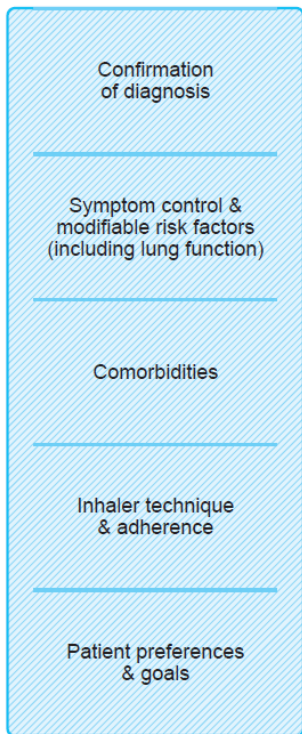 Confirmation
of diagnosis
Symptom control &
modifiable risk factors
(including lung function)
Comorbidities
Inhaler technique
& adherence
Patient preferences
& goals